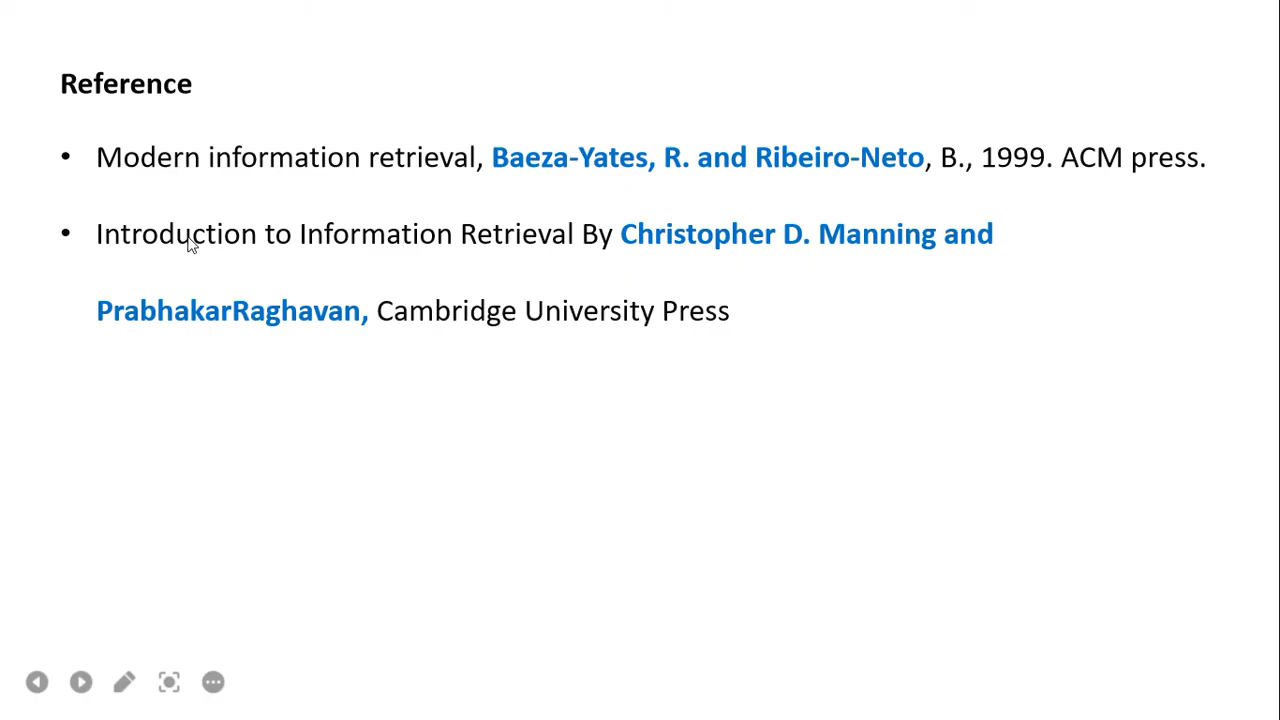 Reference
• Modern information retrieval, Baeza-Yates, R. and Ribeiro-Neto, B., 1999. ACM press.
• Introduction to Information Retrieval By Christopher D. Manning and
PrabhakarRaghavan, Cambridge University Press